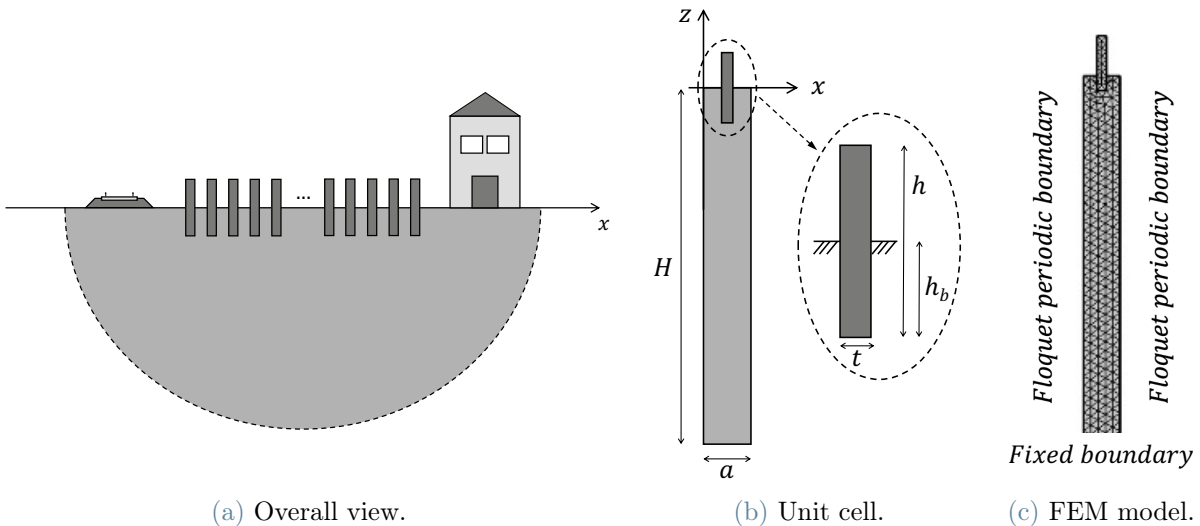 ...
x
z
x
H
a
h
h_b
t
Floquet periodic boundary
Floquet periodic boundary
Fixed boundary
(a) Overall view.
(b) Unit cell.
(c) FEM model.